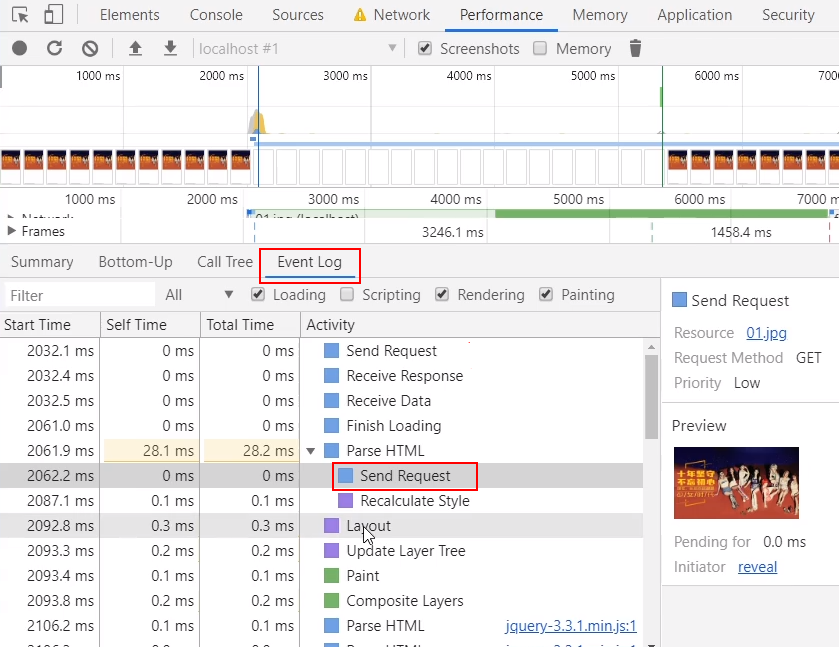 Elements Console Sources Network Performance Memory Application Security
localhost #1 Screenshots Memory
1000 ms 2000 ms 3000 ms 4000 ms 5000 ms 6000 ms 700
1000 ms 2000 ms 3000 ms 4000 ms 5000 ms 6000 ms 7000 m
Network 01.jpg (localhost)
Frames 3246.1 ms 1458.4 ms
Summary Bottom-Up Call Tree Event Log
Filter All Loading Scripting Rendering Painting
Start Time Self Time Total Time Activity
2032.1 ms 0 ms 0 ms Send Request
2032.4 ms 0 ms 0 ms Receive Response
2032.5 ms 0 ms 0 ms Receive Data
2061.0 ms 0 ms 0 ms Finish Loading
2061.9 ms 28.1 ms 28.2 ms Parse HTML
2062.2 ms 0 ms 0 ms Send Request
2087.1 ms 0.1 ms 0.1 ms Recalculate Style
2092.8 ms 0.3 ms 0.3 ms Layout
2093.3 ms 0.2 ms 0.2 ms Update Layer Tree
2093.4 ms 0.1 ms 0.1 ms Paint
2093.8 ms 0.2 ms 0.2 ms Composite Layers
2106.2 ms 0.1 ms 0.1 ms Parse HTML jquery-3.3.1.min.js:1
Send Request
Resource 01.jpg
Request Method GET
Priority Low
Preview
十年坚守
不忘初心
Pending for 0.0 ms
Initiator reveal